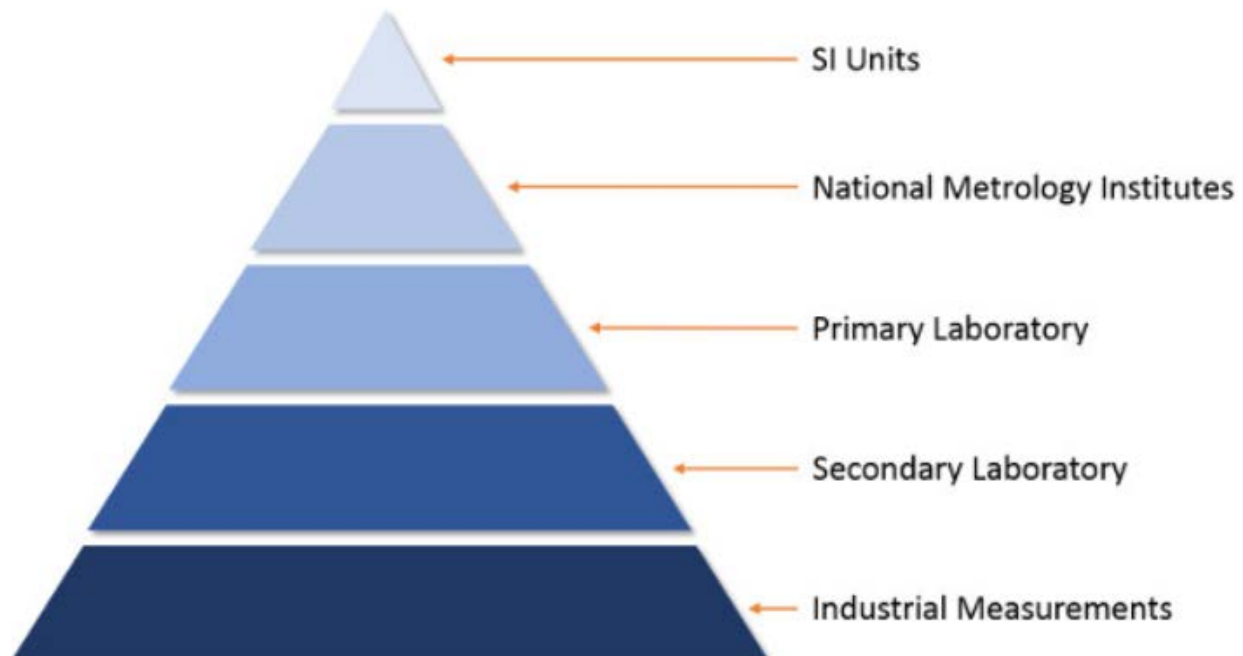 SI Units
National Metrology Institutes
Primary Laboratory
Secondary Laboratory
Industrial Measurements